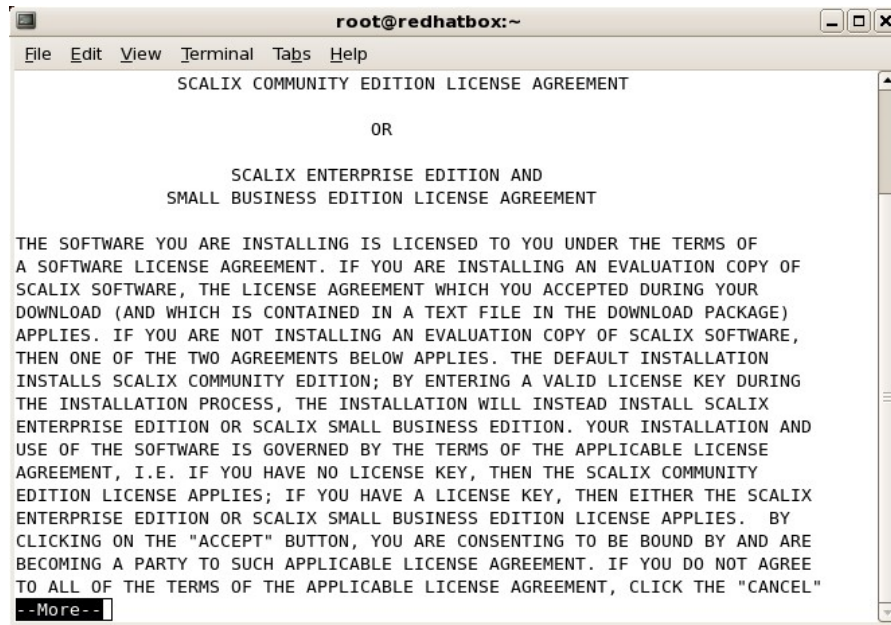 root@redhatbox:~
File Edit View Terminal Tabs Help
SCALIX COMMUNITY EDITION LICENSE AGREEMENT
OR
SCALIX ENTERPRISE EDITION AND
SMALL BUSINESS EDITION LICENSE AGREEMENT
THE SOFTWARE YOU ARE INSTALLING IS LICENSED TO YOU UNDER THE TERMS OF
A SOFTWARE LICENSE AGREEMENT. IF YOU ARE INSTALLING AN EVALUATION COPY OF
SCALIX SOFTWARE, THE LICENSE AGREEMENT WHICH YOU ACCEPTED DURING YOUR
DOWNLOAD (AND WHICH IS CONTAINED IN A TEXT FILE IN THE DOWNLOAD PACKAGE)
APPLIES. IF YOU ARE NOT INSTALLING AN EVALUATION COPY OF SCALIX SOFTWARE,
THEN ONE OF THE TWO AGREEMENTS BELOW APPLIES. THE DEFAULT INSTALLATION
INSTALLS SCALIX COMMUNITY EDITION; BY ENTERING A VALID LICENSE KEY DURING
THE INSTALLATION PROCESS, THE INSTALLATION WILL INSTEAD INSTALL SCALIX
ENTERPRISE EDITION OR SCALIX SMALL BUSINESS EDITION. YOUR INSTALLATION AND
USE OF THE SOFTWARE IS GOVERNED BY THE TERMS OF THE APPLICABLE LICENSE
AGREEMENT, I.E. IF YOU HAVE NO LICENSE KEY, THEN THE SCALIX COMMUNITY
EDITION LICENSE APPLIES; IF YOU HAVE A LICENSE KEY, THEN EITHER THE SCALIX
ENTERPRISE EDITION OR SCALIX SMALL BUSINESS EDITION LICENSE APPLIES.  BY
CLICKING ON THE "ACCEPT" BUTTON, YOU ARE CONSENTING TO BE BOUND BY AND ARE
BECOMING A PARTY TO SUCH APPLICABLE LICENSE AGREEMENT. IF YOU DO NOT AGREE
TO ALL OF THE TERMS OF THE APPLICABLE LICENSE AGREEMENT, CLICK THE "CANCEL"
--More--